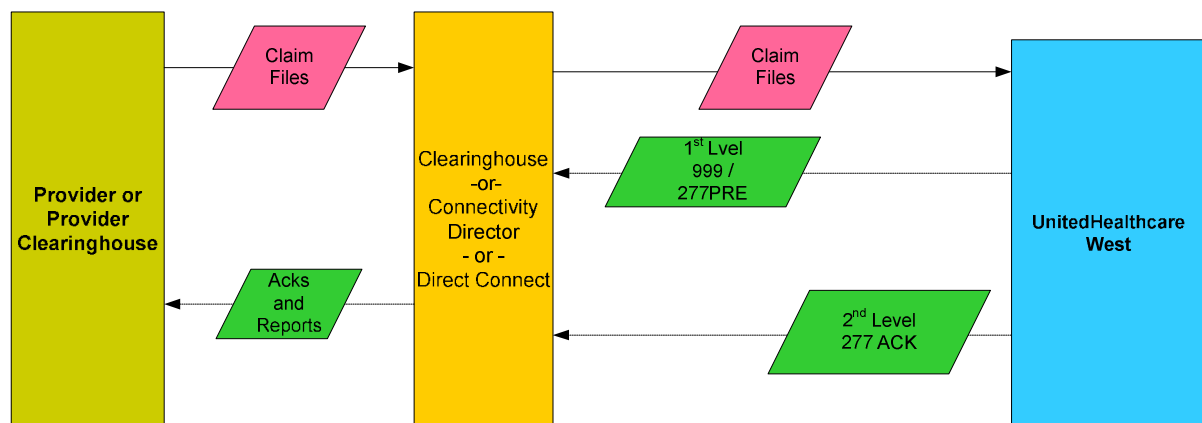 Provider or
Provider
Clearinghouse
Claim
Files
Acks
and
Reports
Clearinghouse
-or-
Connectivity
Director
- or -
Direct Connect
Claim
Files
1st Lvel
999 /
277PRE
2nd Level
277 ACK
UnitedHealthcare
West